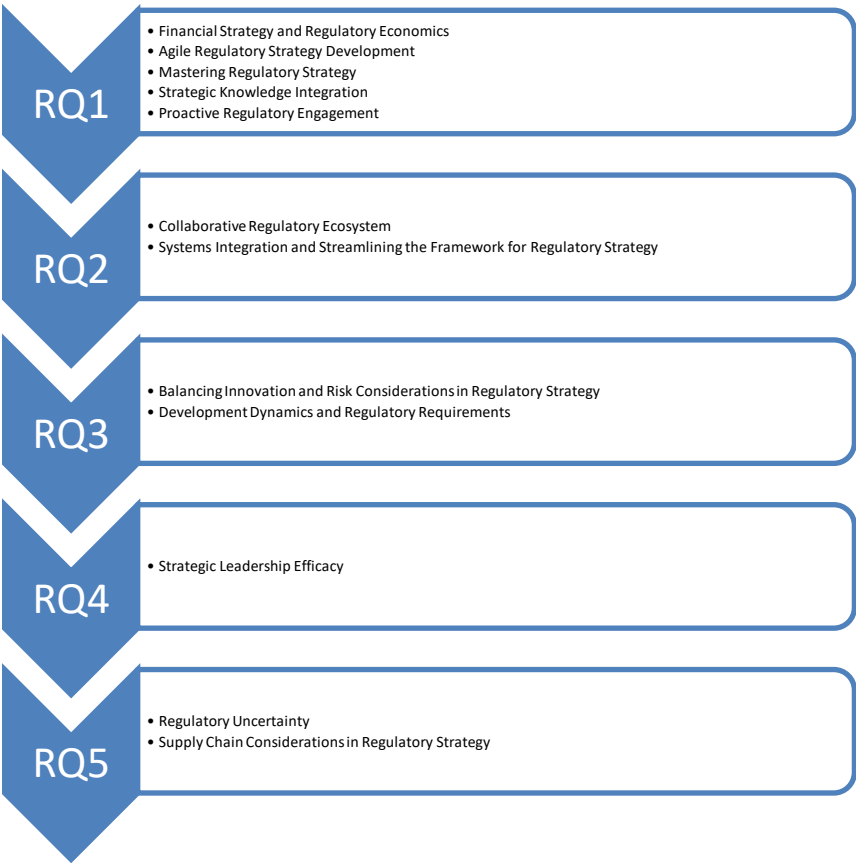 RQ1
• Financial Strategy and Regulatory Economics
• Agile Regulatory Strategy Development
• Mastering Regulatory Strategy
• Strategic Knowledge Integration
• Proactive Regulatory Engagement
RQ2
• Collaborative Regulatory Ecosystem
• Systems Integration and Streamlining the Framework for Regulatory Strategy
RQ3
• Balancing Innovation and Risk Considerations in Regulatory Strategy
• Development Dynamics and Regulatory Requirements
RQ4
• Strategic Leadership Efficacy
RQ5
• Regulatory Uncertainty
• Supply Chain Considerations in Regulatory Strategy